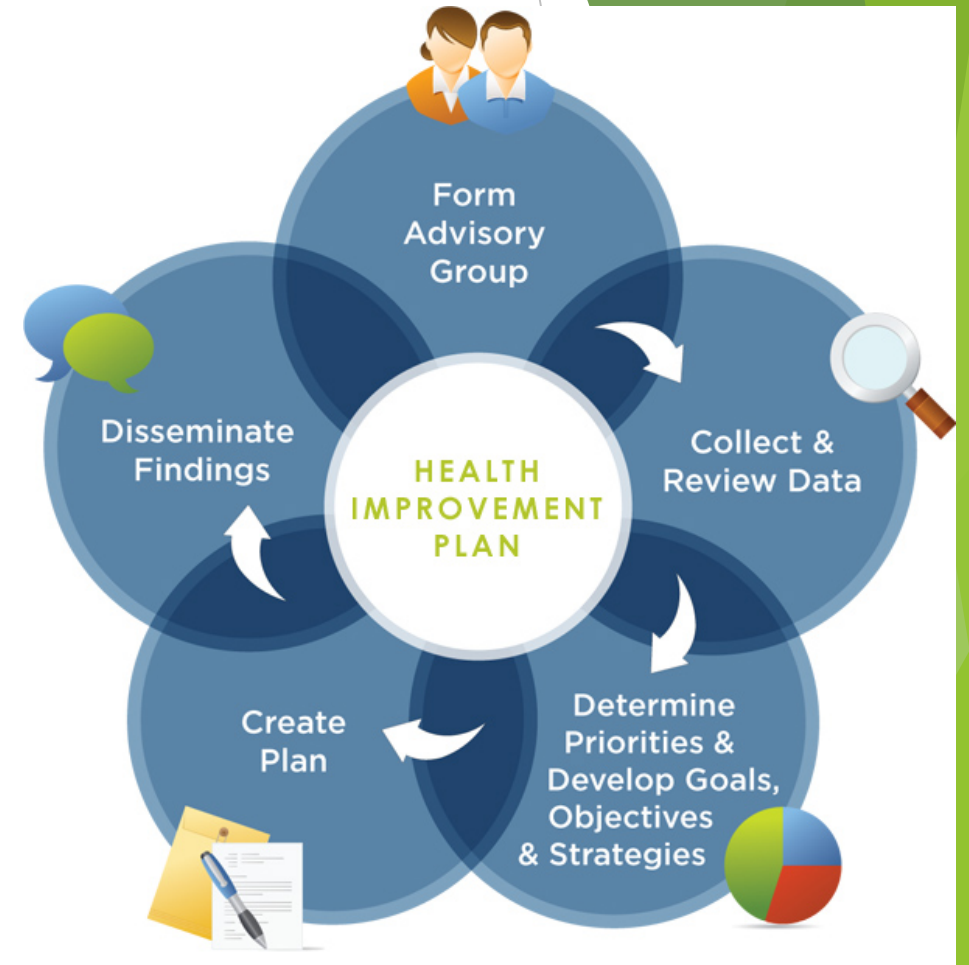 Form
Advisory
Group
Collect &
Review Data
Determine
Priorities &
Develop Goals,
Objectives
& Strategies
Create
Plan
Disseminate
Findings
HEALTH
IMPROVEMENT
PLAN